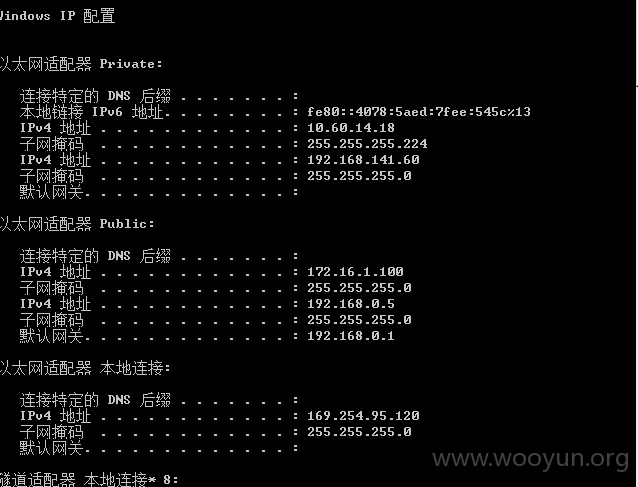 Windows IP 配置
以太网适配器 Private:
连接特定的 DNS 后缀 . . . . . . . :
本地链接 IPv6 地址. . . . . . . . : fe80::4078:5aed:7fee:545c%13
IPv4 地址 . . . . . . . . . . . . : 10.60.14.18
子网掩码 . . . . . . . . . . . . : 255.255.255.224
IPv4 地址 . . . . . . . . . . . . : 192.168.141.60
子网掩码 . . . . . . . . . . . . : 255.255.255.0
默认网关. . . . . . . . . . . . . :
以太网适配器 Public:
连接特定的 DNS 后缀 . . . . . . . :
IPv4 地址 . . . . . . . . . . . . : 172.16.1.100
子网掩码 . . . . . . . . . . . . : 255.255.255.0
IPv4 地址 . . . . . . . . . . . . : 192.168.0.5
子网掩码 . . . . . . . . . . . . : 255.255.255.0
默认网关. . . . . . . . . . . . . : 192.168.0.1
以太网适配器 本地连接:
连接特定的 DNS 后缀 . . . . . . . :
IPv4 地址 . . . . . . . . . . . . : 169.254.95.120
子网掩码 . . . . . . . . . . . . : 255.255.255.0
默认网关. . . . . . . . . . . . . :
www.wooyun.org
隧道适配器 本地连接* 8: